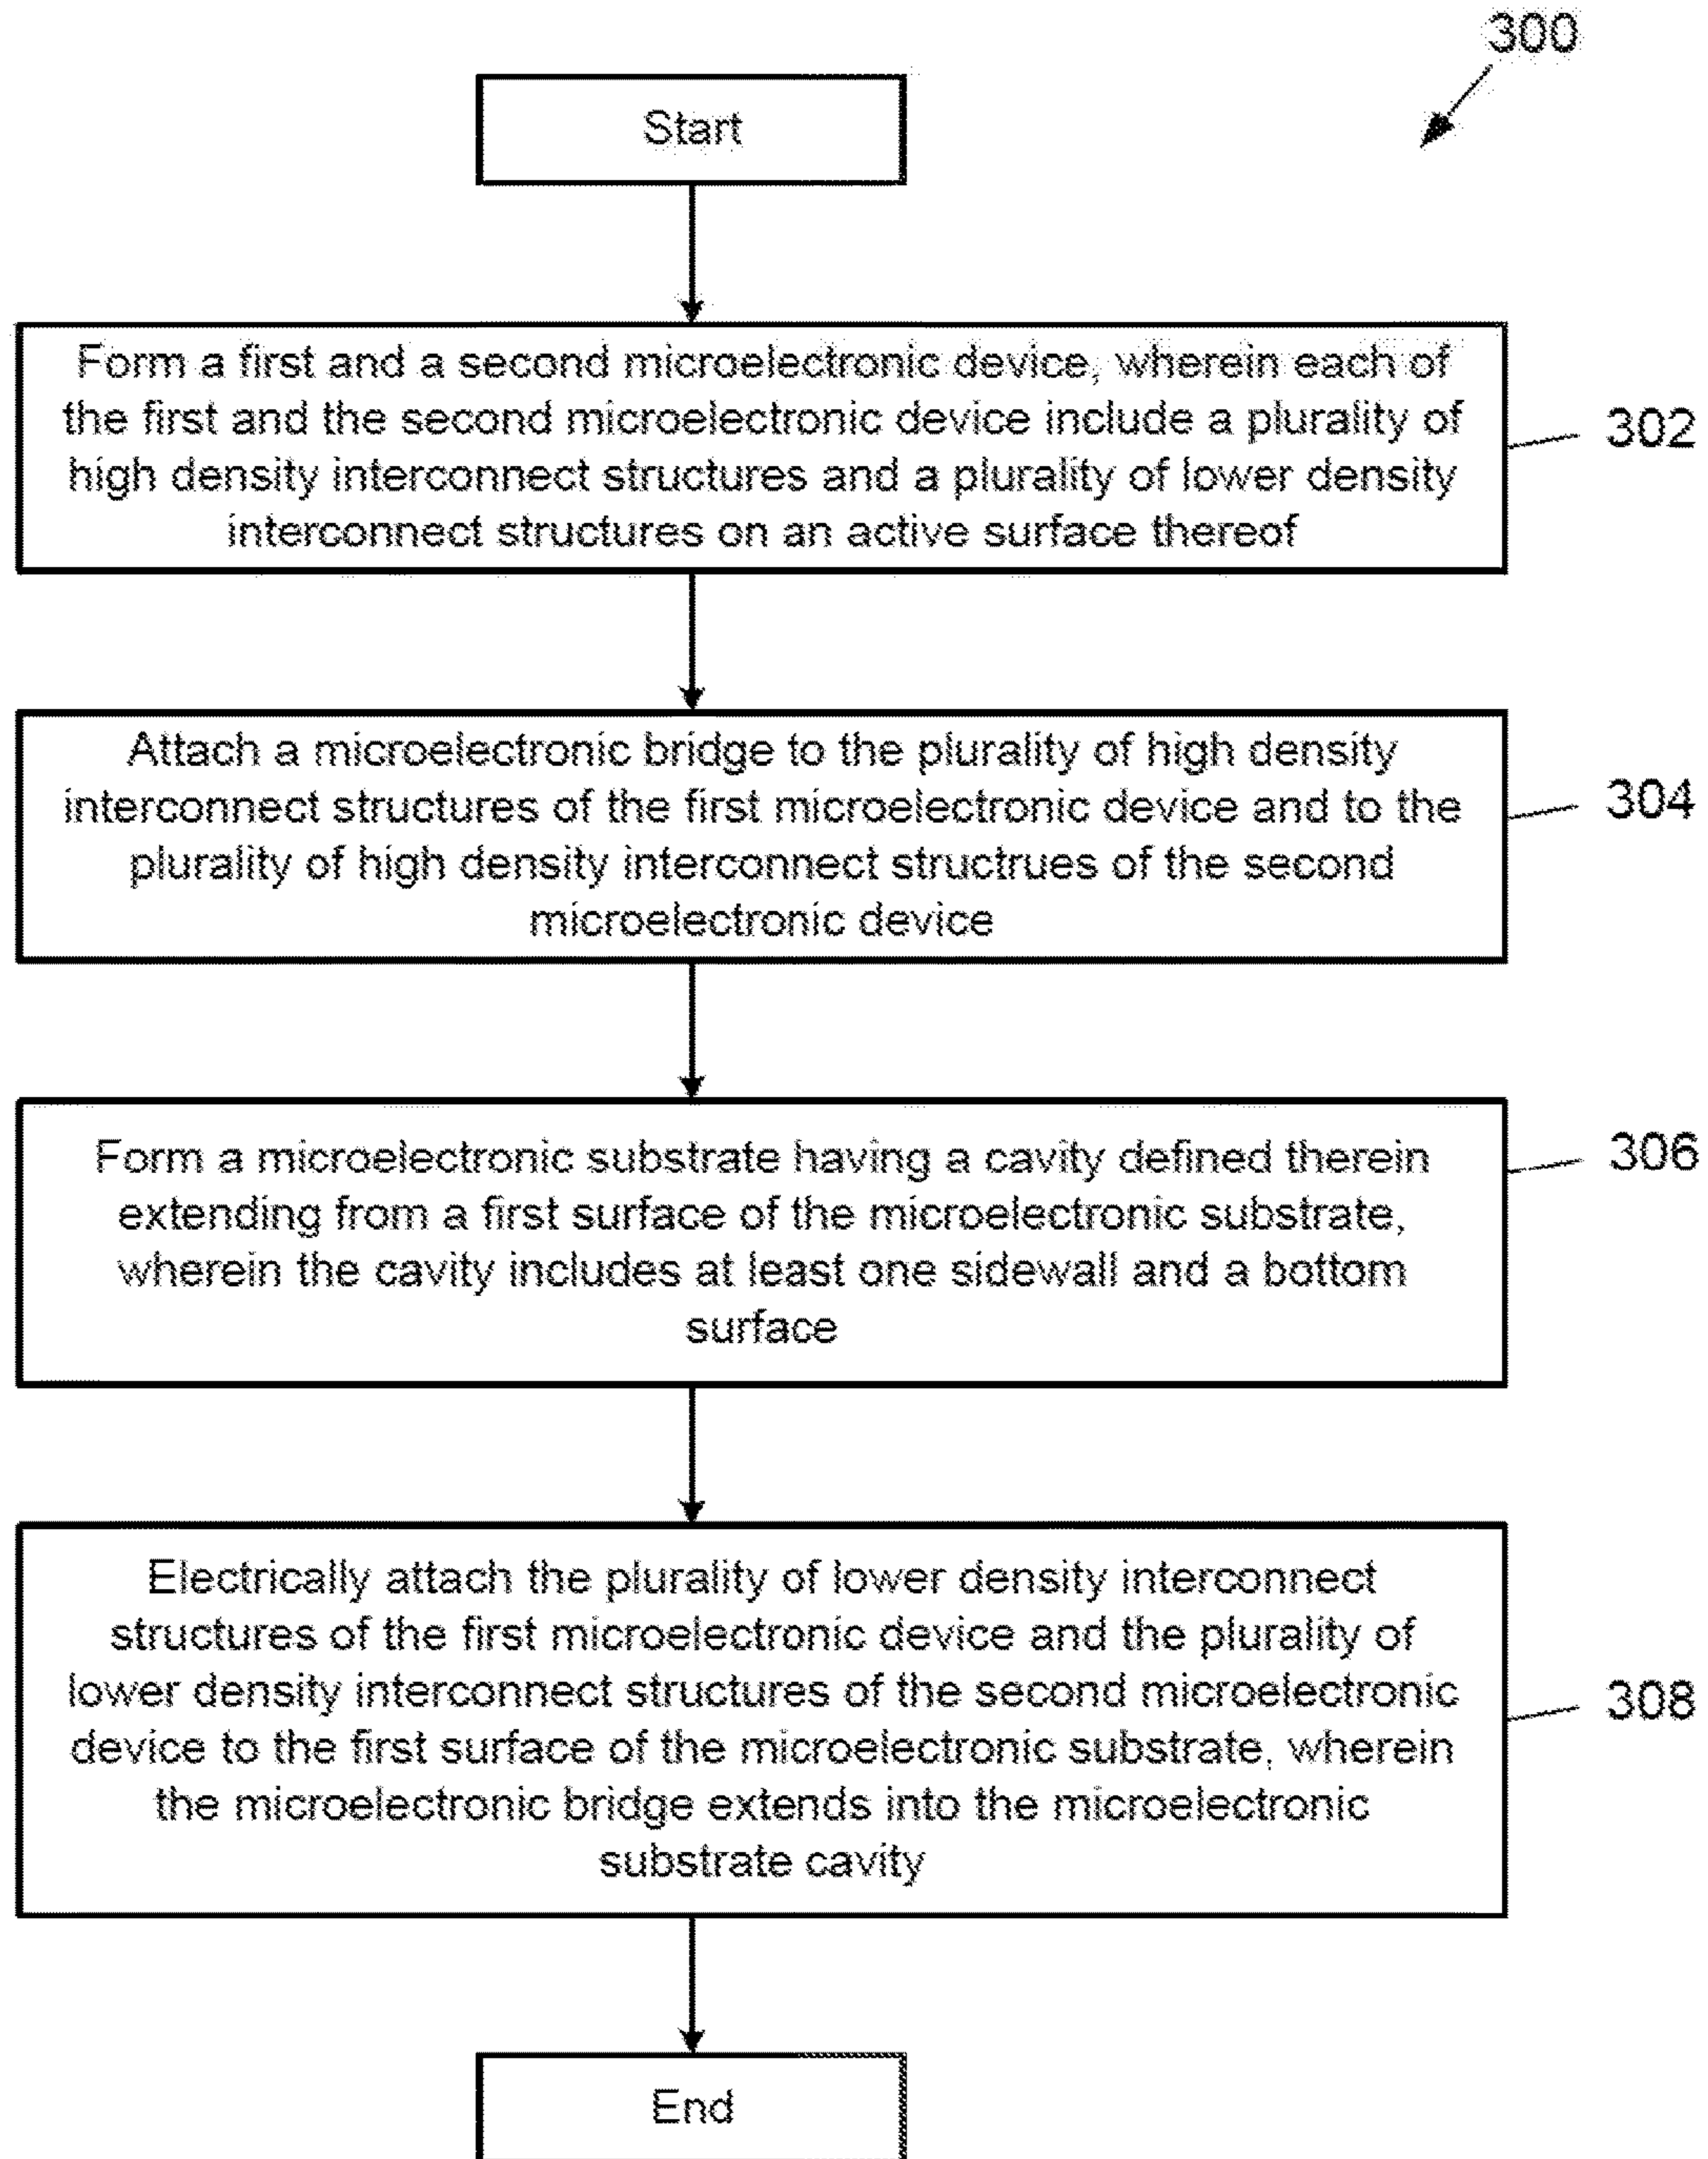 300
Start
Form a first and a second microelectronic device, wherein each of
the first and the second microelectronic device include a plurality of
high density interconnect structures and a plurality of lower density
interconnect structures on an active surface thereof
302
Attach a microelectronic bridge to the plurality of high density
interconnect structures of the first microelectronic device and to the
plurality of high density interconnect structrues of the second
microelectronic device
304
Form a microelectronic substrate having a cavity defined therein
extending from a first surface of the microelectronic substrate,
wherein the cavity includes at least one sidewall and a bottom
surface
306
Electrically attach the plurality of lower density interconnect
structures of the first microelectronic device and the plurality of
lower density interconnect structures of the second microelectronic
device to the first surface of the microelectronic substrate, wherein
the microelectronic bridge extends into the microelectronic
substrate cavity
308
End